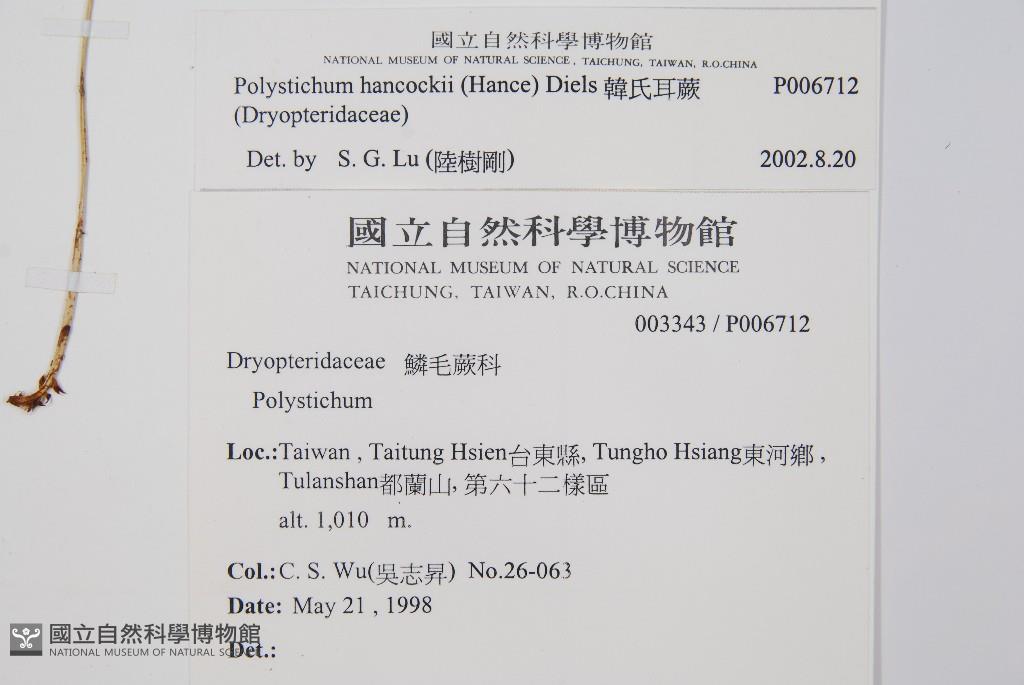 國立自然科學博物館
NATIONAL MUSEUM OF NATURAL SCIENCE, TAICHUNG, TAIWAN, R.O.CHINA
Polystichum hancockii (Hance) Diels 韓氏耳蕨 P006712
(Dryopteridaceae)
Det. by S. G. Lu (陸樹剛) 2002.8.20
國立自然科學博物館
NATIONAL MUSEUM OF NATURAL SCIENCE
TAICHUNG, TAIWAN, R.O.CHINA
003343 / P006712
Dryopteridaceae 鱗毛蕨科
Polystichum
Loc.:Taiwan , Taitung Hsien台東縣, Tungho Hsiang東河鄉 ,
Tulanshan都蘭山, 第六十二樣區
alt. 1,010 m。
Col.: C. S. Wu(吳志昇) No.26-063
Date: May 21 , 1998
Det.:
國立自然科學博物館
NATIONAL MUSEUM OF NATURAL SCIENCE